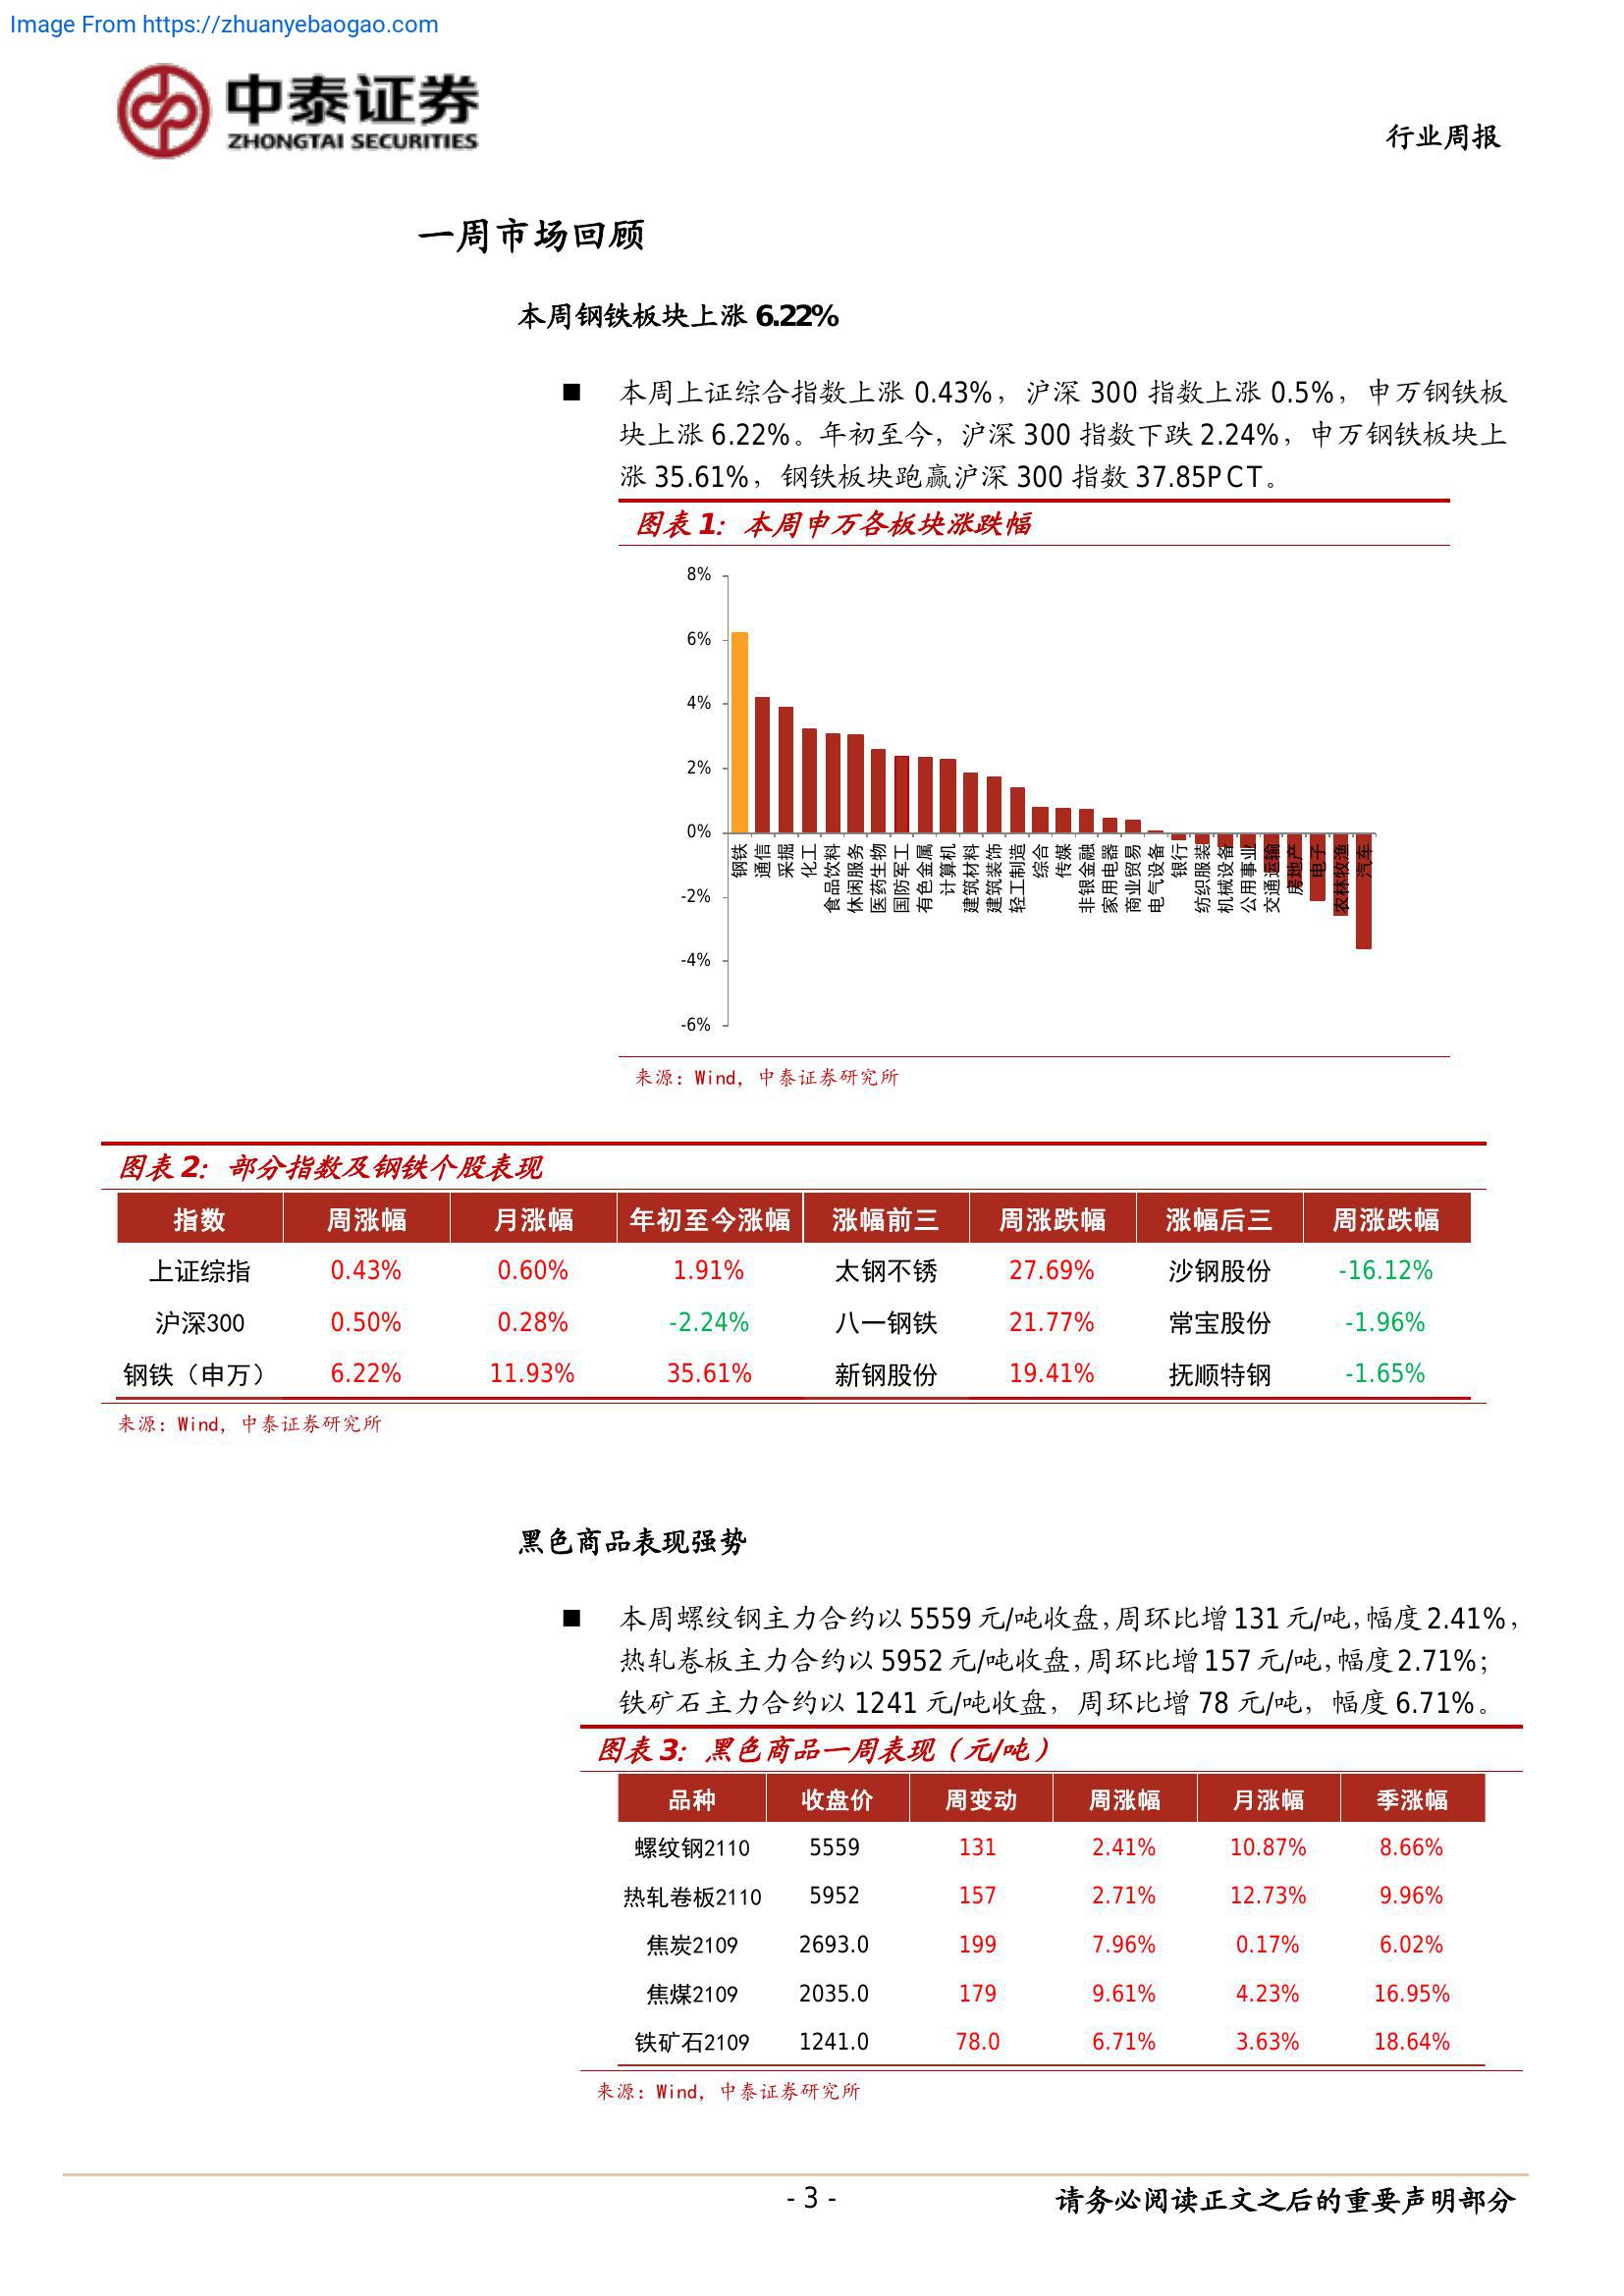 Image From https://zhuanyebaogao.com
中泰证券
ZHONGTAI SECURITIES
行业周报
一周市场回顾
本周钢铁板块上涨 6.22%
■ 本周上证综合指数上涨 0.43%，沪深 300 指数上涨 0.5%，申万钢铁板
块上涨 6.22%。年初至今，沪深 300 指数下跌 2.24%，申万钢铁板块上
涨 35.61%，钢铁板块跑赢沪深 300 指数 37.85PCT。
图表 1：本周申万各板块涨跌幅
8%
6%
4%
2%
0%
-2%
-4%
-6%
钢铁
通信
采掘
化工
食品饮料
休闲服务
医药生物
国防军工
有色金属
计算机
建筑材料
建筑装饰
轻工制造
综合
传媒
非银金融
家用电器
商业贸易
电气设备
银行
纺织服装
机械设备
公用事业
交通运输
房地产
电子
农林牧渔
汽车
来源：Wind，中泰证券研究所
图表 2：部分指数及钢铁个股表现
指数 周涨幅 月涨幅 年初至今涨幅 涨幅前三 周涨跌幅 涨幅后三 周涨跌幅
上证综指 0.43% 0.60% 1.91% 太钢不锈 27.69% 沙钢股份 -16.12%
沪深300 0.50% 0.28% -2.24% 八一钢铁 21.77% 常宝股份 -1.96%
钢铁（申万） 6.22% 11.93% 35.61% 新钢股份 19.41% 抚顺特钢 -1.65%
来源：Wind，中泰证券研究所
黑色商品表现强势
■ 本周螺纹钢主力合约以 5559 元/吨收盘，周环比增 131 元/吨，幅度 2.41%，
热轧卷板主力合约以 5952 元/吨收盘，周环比增 157 元/吨，幅度 2.71%；
铁矿石主力合约以 1241 元/吨收盘，周环比增 78 元/吨，幅度 6.71%。
图表 3：黑色商品一周表现（元/吨）
品种 收盘价 周变动 周涨幅 月涨幅 季涨幅
螺纹钢2110 5559 131 2.41% 10.87% 8.66%
热轧卷板2110 5952 157 2.71% 12.73% 9.96%
焦炭2109 2693.0 199 7.96% 0.17% 6.02%
焦煤2109 2035.0 179 9.61% 4.23% 16.95%
铁矿石2109 1241.0 78.0 6.71% 3.63% 18.64%
来源：Wind，中泰证券研究所
- 3 -
请务必阅读正文之后的重要声明部分